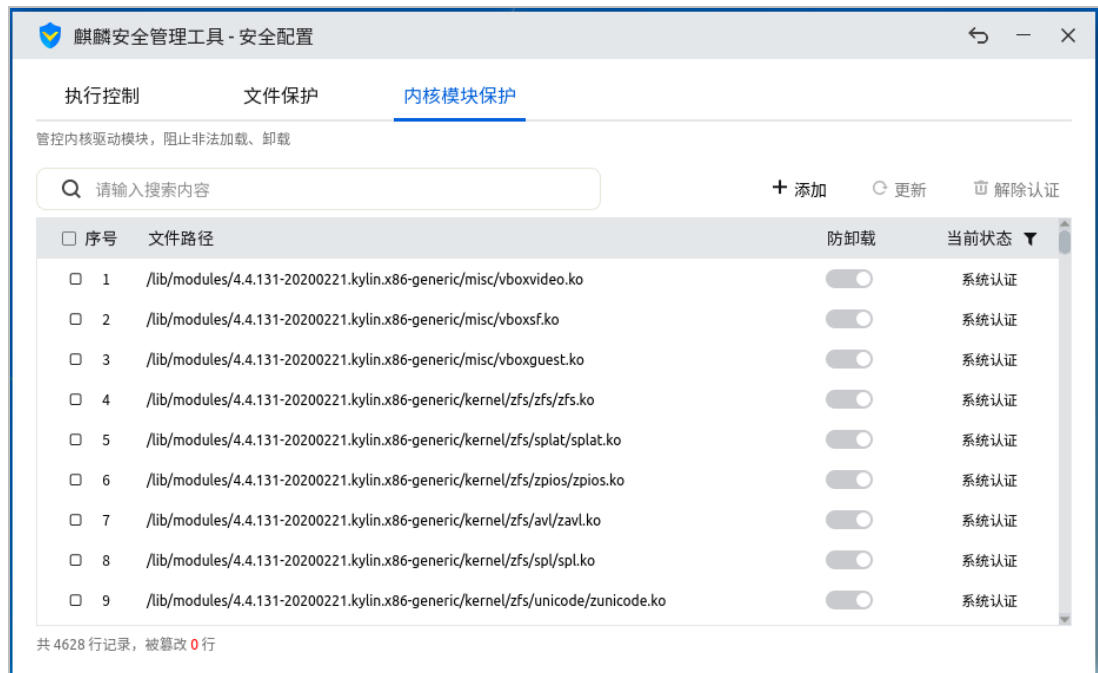 麒麟安全管理工具 - 安全配置
执行控制 文件保护 内核模块保护
管控内核驱动模块，阻止非法加载、卸载
请输入搜索内容 添加 更新 解除认证
序号 文件路径 防卸载 当前状态
1 /lib/modules/4.4.131-20200221.kylin.x86-generic/misc/vboxvideo.ko 系统认证
2 /lib/modules/4.4.131-20200221.kylin.x86-generic/misc/vboxsf.ko 系统认证
3 /lib/modules/4.4.131-20200221.kylin.x86-generic/misc/vboxguest.ko 系统认证
4 /lib/modules/4.4.131-20200221.kylin.x86-generic/kernel/zfs/zfs/zfs.ko 系统认证
5 /lib/modules/4.4.131-20200221.kylin.x86-generic/kernel/zfs/splat/splat.ko 系统认证
6 /lib/modules/4.4.131-20200221.kylin.x86-generic/kernel/zfs/zpios/zpios.ko 系统认证
7 /lib/modules/4.4.131-20200221.kylin.x86-generic/kernel/zfs/avl/zavl.ko 系统认证
8 /lib/modules/4.4.131-20200221.kylin.x86-generic/kernel/zfs/spl/spl.ko 系统认证
9 /lib/modules/4.4.131-20200221.kylin.x86-generic/kernel/zfs/unicode/zunicode.ko 系统认证
共 4628 行记录，被篡改 0 行